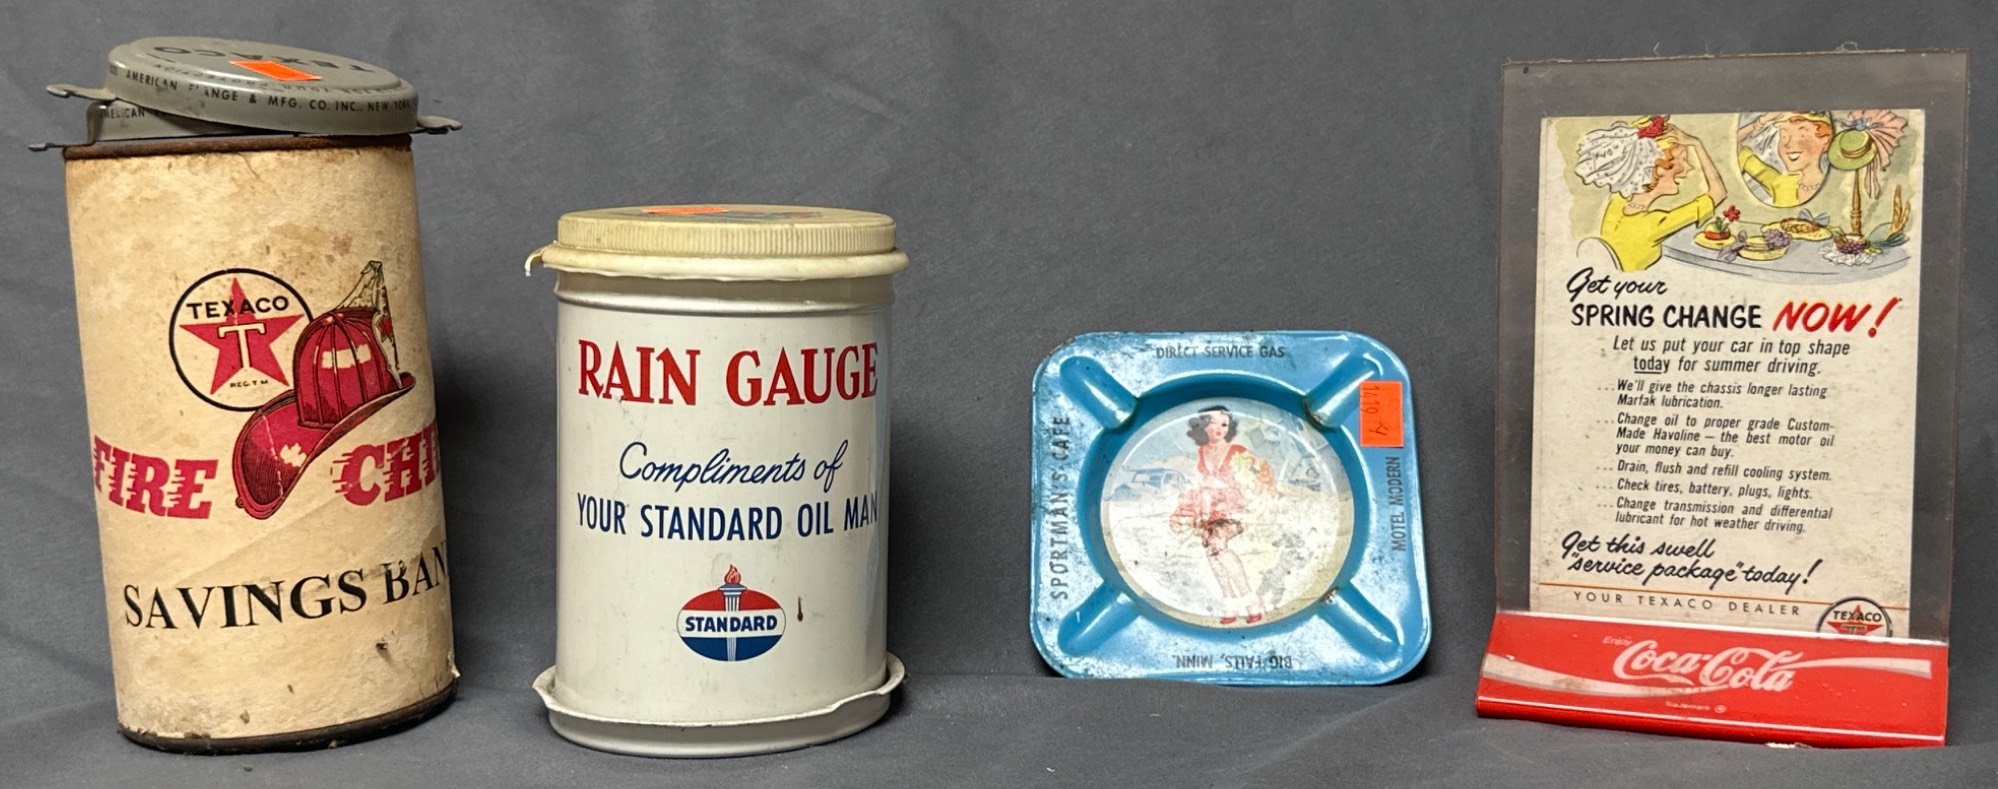 TEXACO
AMERICAN FLANGE & MFG. CO. INC., NEW YORK
TEXACO
T
REG. T M
FIRE CHI
SAVINGS BAN
RAIN GAUGE
Compliments of
YOUR STANDARD OIL MAN
STANDARD
DIRECT SERVICE GAS
SPORTMAN'S CAFE
MOTEL MODERN
BIG FALLS, MINN.
Get your
SPRING CHANGE NOW!
Let us put your car in top shape
today for summer driving.
...We'll give the chassis longer lasting
Marfak lubrication.
...Change oil to proper grade Custom-
Made Havoline — the best motor oil
your money can buy.
...Drain, flush and refill cooling system.
...Check tires, battery, plugs, lights.
...Change transmission and differential
lubricant for hot weather driving.
Get this swell
"service package" today!
YOUR TEXACO DEALER
TEXACO
Enjoy
Coca-Cola
Trade-mark ®